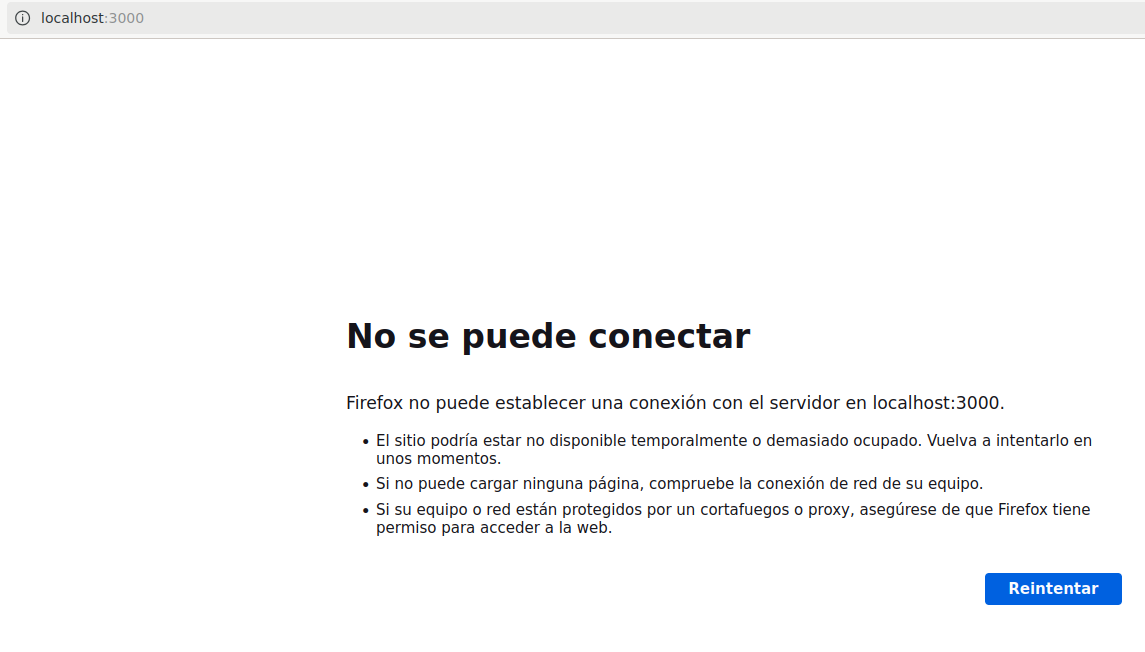 localhost:3000
No se puede conectar
Firefox no puede establecer una conexión con el servidor en localhost:3000.
• El sitio podría estar no disponible temporalmente o demasiado ocupado. Vuelva a intentarlo en
unos momentos.
• Si no puede cargar ninguna página, compruebe la conexión de red de su equipo.
• Si su equipo o red están protegidos por un cortafuegos o proxy, asegúrese de que Firefox tiene
permiso para acceder a la web.
Reintentar